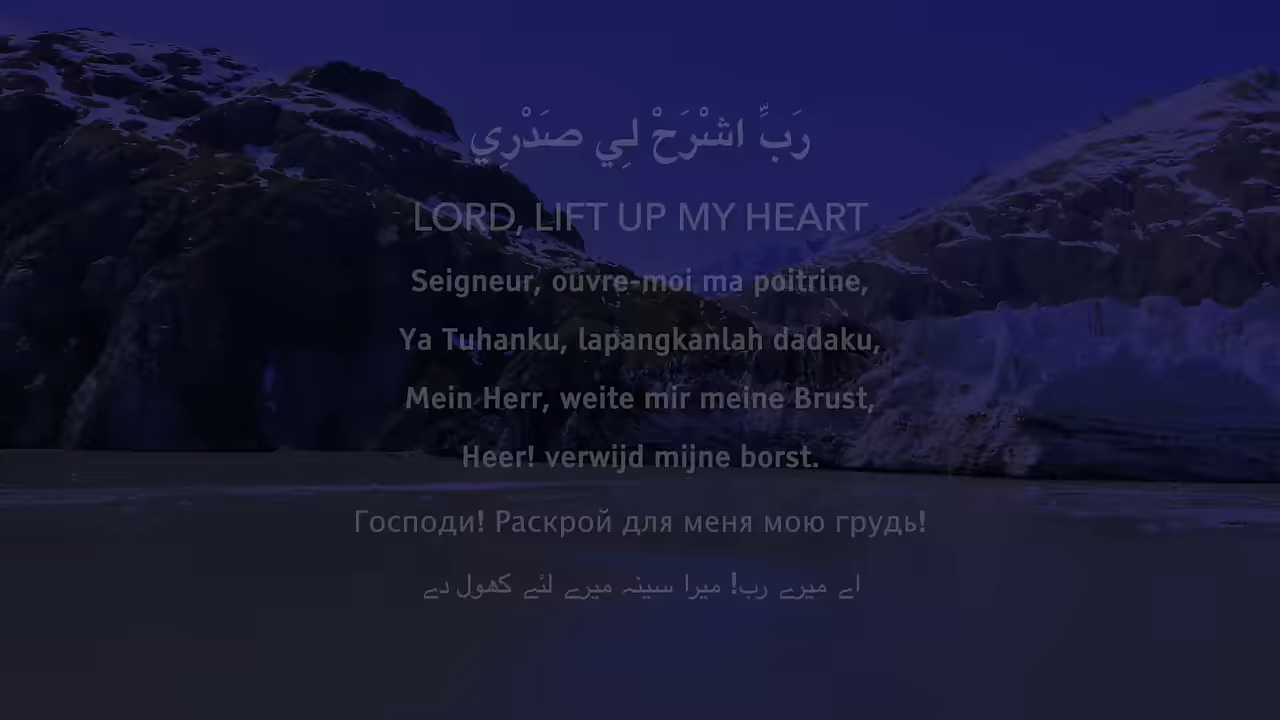 رَبِّ اشْرَحْ لِي صَدْرِي
LORD, LIFT UP MY HEART
Seigneur, ouvre-moi ma poitrine,
Ya Tuhanku, lapangkanlah dadaku,
Mein Herr, weite mir meine Brust,
Heer! verwijd mijne borst.
Господи! Раскрой для меня мою грудь!
اے میرے رب! میرا سینہ میرے لئے کھول دے